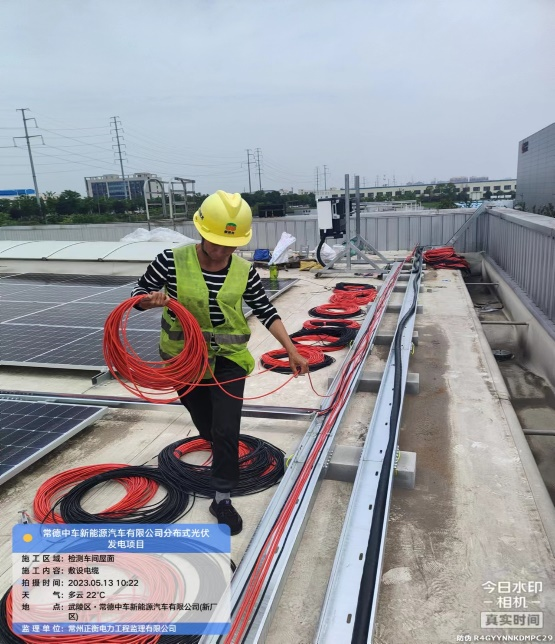 常德中车新能源汽车有限公司分布式光伏
发电项目
施工区域：检测车间屋面
施工内容：敷设电缆
拍摄时间：2023.05.13 10:22
天    气：多云 22℃
地    点：武陵区·常德中车新能源汽车有限公司(新厂区)
监理单位：常州正衡电力工程监理有限公司
今日水印
-相机-
真实时间
防伪 R4GYYNNKDMPC79